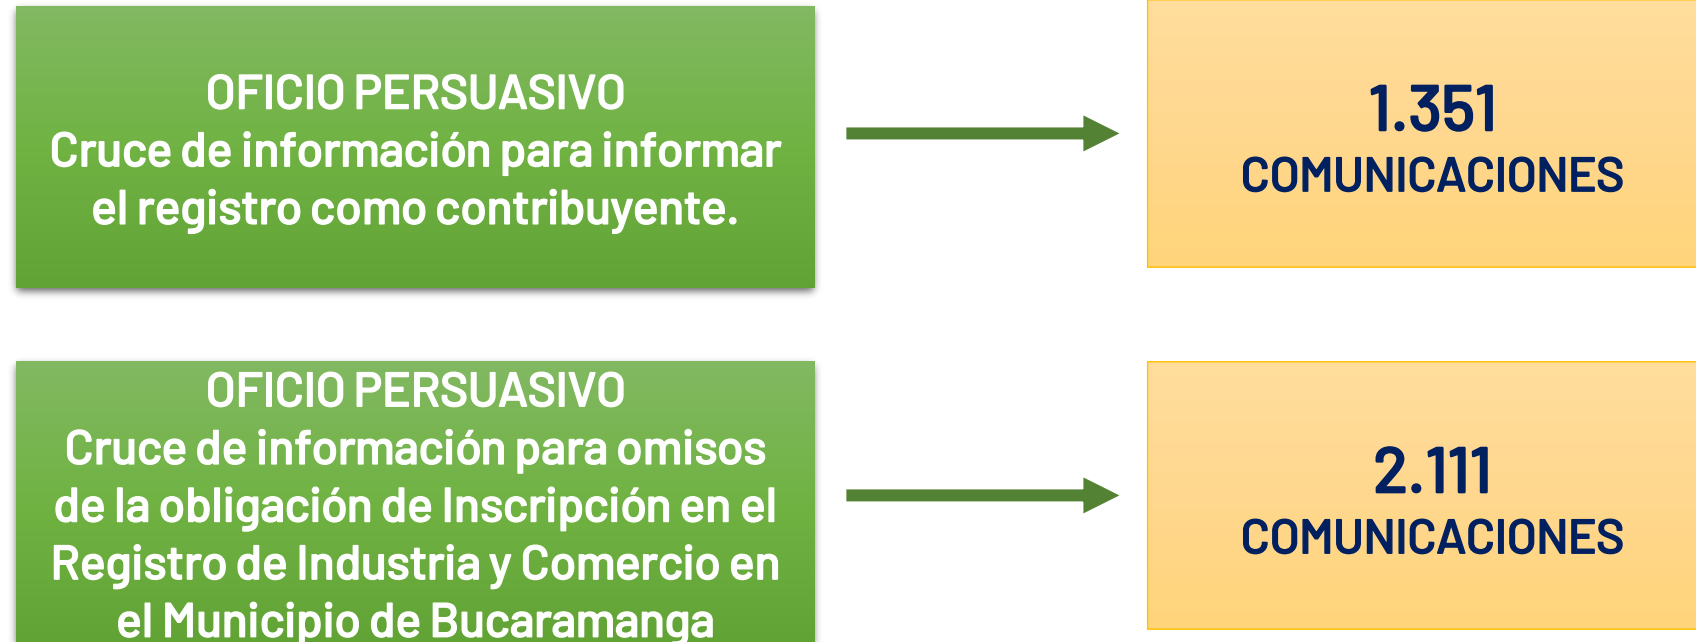 OFICIO PERSUASIVO
Cruce de información para informar
el registro como contribuyente.
1.351
COMUNICACIONES
OFICIO PERSUASIVO
Cruce de información para omisos
de la obligación de Inscripción en el
Registro de Industria y Comercio en
el Municipio de Bucaramanga
2.111
COMUNICACIONES